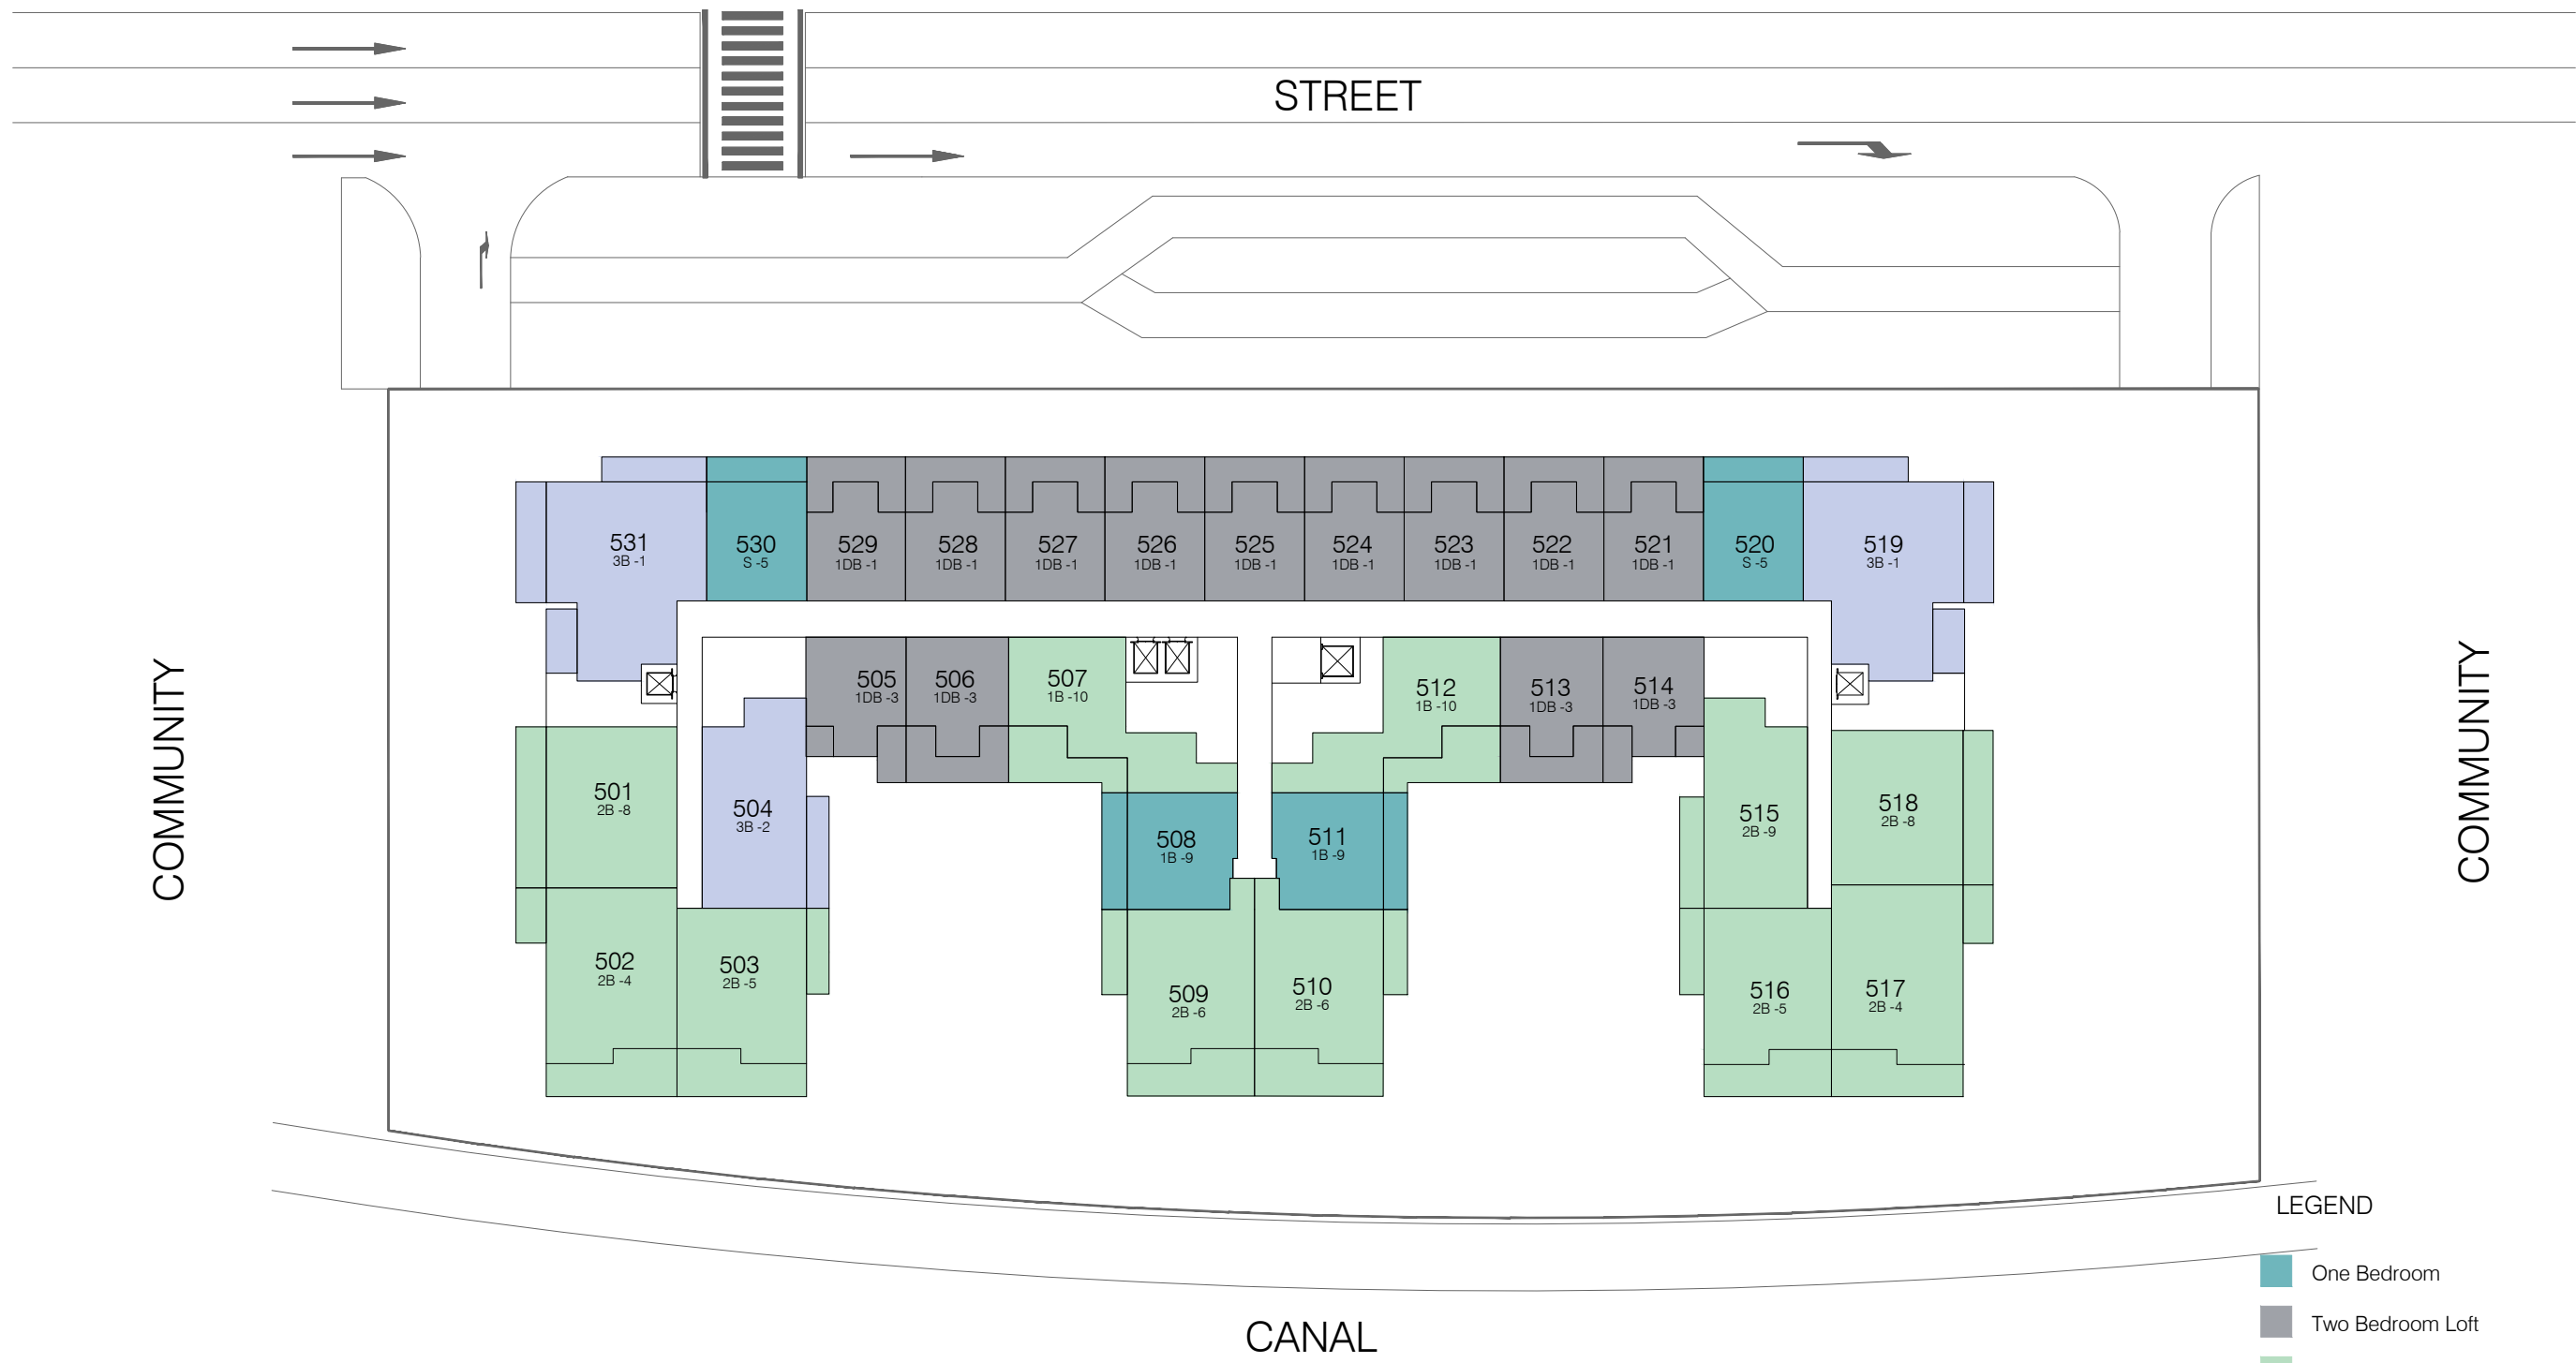 STREET
531
3B -1
530
S -5
529
1DB -1
528
1DB -1
527
1DB -1
526
1DB -1
525
1DB -1
524
1DB -1
523
1DB -1
522
1DB -1
521
1DB -1
520
S -5
519
3B -1
505
1DB -3
506
1DB -3
507
1B -10
512
1B -10
513
1DB -3
514
1DB -3
501
2B -8
504
3B -2
508
1B -9
511
1B -9
515
2B -9
518
2B -8
502
2B -4
503
2B -5
509
2B -6
510
2B -6
516
2B -5
517
2B -4
COMMUNITY
COMMUNITY
CANAL
LEGEND
One Bedroom
Two Bedroom Loft